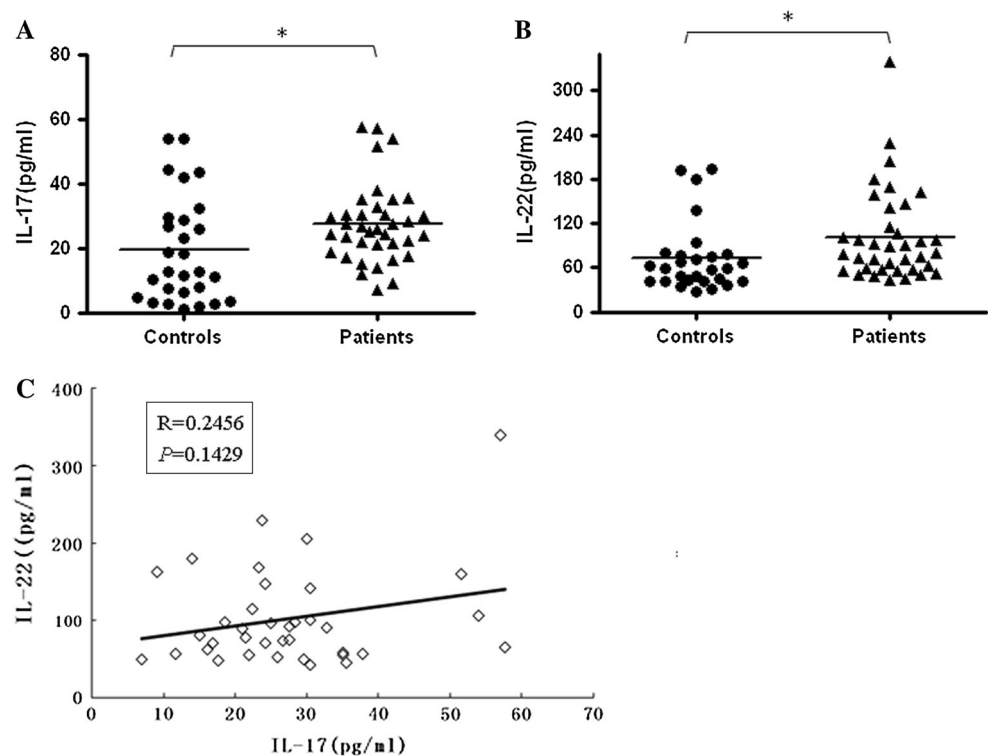 A
*
80
60
40
20
0
IL-17(pg/ml)
Controls
Patients
B
*
300
240
180
120
60
0
IL-22(pg/ml)
Controls
Patients
C
R=0.2456
P=0.1429
400
300
200
100
0
IL-22((pg/ml)
0 10 20 30 40 50 60 70
IL-17(pg/ml)